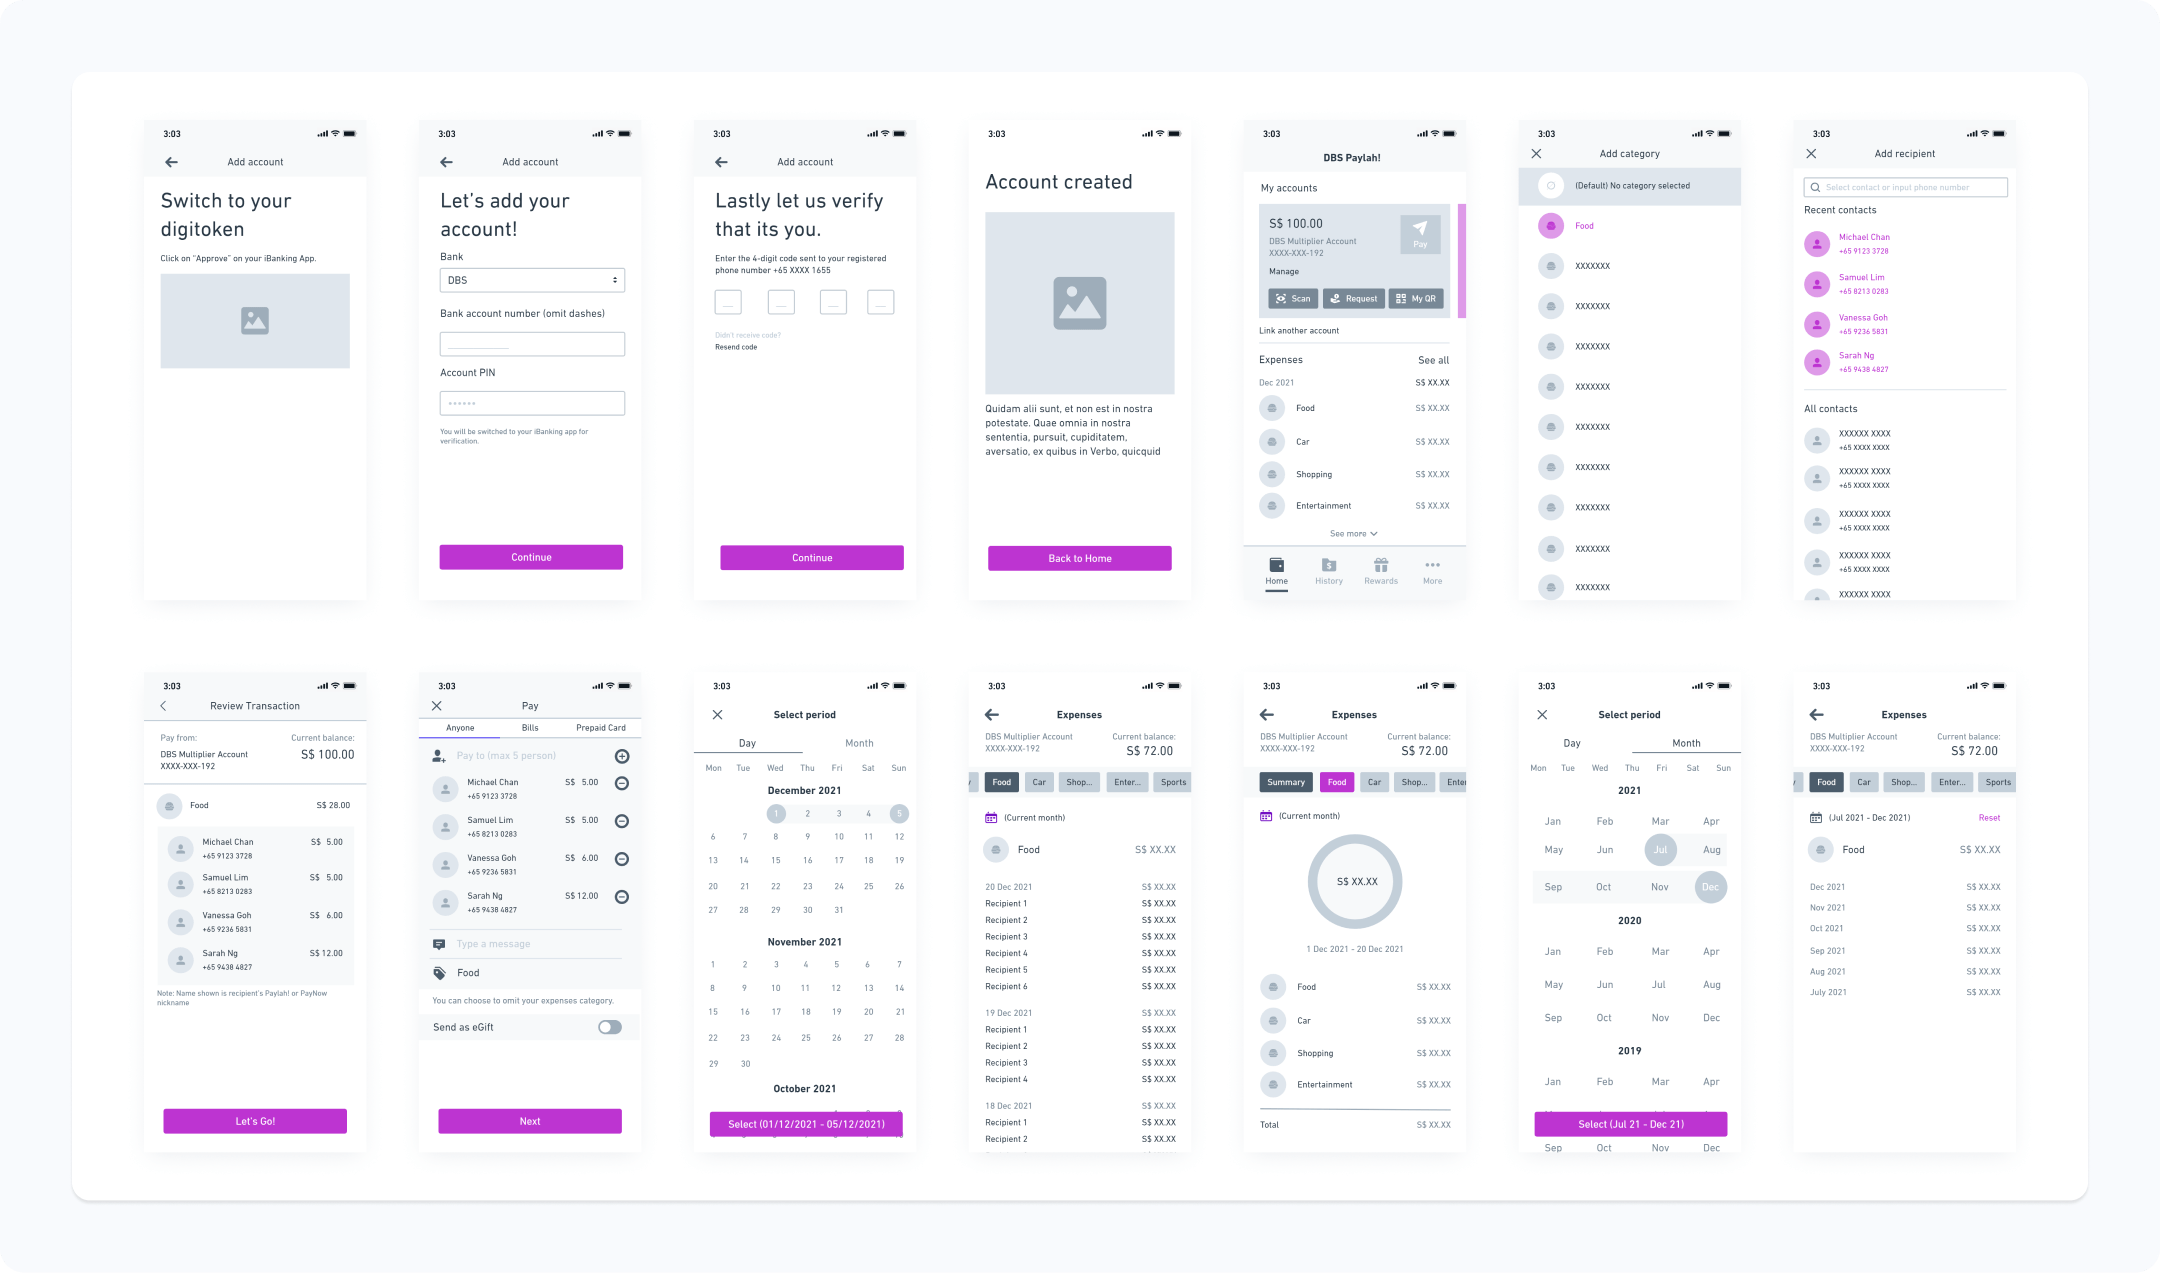 3:03
Add account
Switch to your
digitoken
Click on “Approve” on your iBanking App.
3:03
Add account
Let’s add your
account!
Bank
DBS
Bank account number (omit dashes)
Account PIN
You will be switched to your iBanking app for
verification.
Continue
3:03
Add account
Lastly let us verify
that its you.
Enter the 4-digit code sent to your registered
phone number +65 XXXX 1655
Didn't receive code?
Resend code
Continue
3:03
Account created
Quidam alii sunt, et non est in nostra
potestate. Quae omnia in nostra
sententia, pursuit, cupiditatem,
aversatio, ex quibus in Verbo, quicquid
Back to Home
3:03
DBS Paylah!
My accounts
S$ 100.00
DBS Multiplier Account
XXXX-XXX-192
Pay
Manage
Scan Request My QR
Link another account
Expenses See all
Dec 2021 S$ XX.XX
Food S$ XX.XX
Car S$ XX.XX
Shopping S$ XX.XX
Entertainment S$ XX.XX
See more
Home History Rewards More
3:03
Add category
(Default) No category selected
Food
XXXXXXX
XXXXXXX
XXXXXXX
XXXXXXX
XXXXXXX
XXXXXXX
XXXXXXX
XXXXXXX
XXXXXXX
3:03
Add recipient
Select contact or input phone number
Recent contacts
Michael Chan
+65 9123 3728
Samuel Lim
+65 8213 0283
Vanessa Goh
+65 9236 5831
Sarah Ng
+65 9438 4827
All contacts
XXXXXX XXXX
+65 XXXX XXXX
XXXXXX XXXX
+65 XXXX XXXX
XXXXXX XXXX
+65 XXXX XXXX
XXXXXX XXXX
+65 XXXX XXXX
XXXXXX XXXX
3:03
Review Transaction
Pay from: Current balance:
DBS Multiplier Account S$ 100.00
XXXX-XXX-192
Food S$ 28.00
Michael Chan S$ 5.00
+65 9123 3728
Samuel Lim S$ 5.00
+65 8213 0283
Vanessa Goh S$ 6.00
+65 9236 5831
Sarah Ng S$ 12.00
+65 9438 4827
Note: Name shown is recipient's Paylah! or PayNow
nickname
Let's Go!
3:03
Pay
Anyone Bills Prepaid Card
Pay to (max 5 person)
Michael Chan S$ 5.00
+65 9123 3728
Samuel Lim S$ 5.00
+65 8213 0283
Vanessa Goh S$ 6.00
+65 9236 5831
Sarah Ng S$ 12.00
+65 9438 4827
Type a message
Food
You can choose to omit your expenses category.
Send as eGift
Next
3:03
Select period
Day Month
Mon Tue Wed Thu Fri Sat Sun
December 2021
1 2 3 4 5
6 7 8 9 10 11 12
13 14 15 16 17 18 19
20 21 22 23 24 25 26
27 28 29 30 31
November 2021
1 2 3 4 5 6 7
8 9 10 11 12 13 14
15 16 17 18 19 20 21
22 23 24 25 26 27 28
29 30
October 2021
Select (01/12/2021 - 05/12/2021)
3:03
Expenses
DBS Multiplier Account Current balance:
XXXX-XXX-192 S$ 72.00
Food Car Shop... Enter... Sports
(Current month)
Food S$ XX.XX
20 Dec 2021 S$ XX.XX
Recipient 1 S$ XX.XX
Recipient 2 S$ XX.XX
Recipient 3 S$ XX.XX
Recipient 4 S$ XX.XX
Recipient 5 S$ XX.XX
Recipient 6 S$ XX.XX
19 Dec 2021 S$ XX.XX
Recipient 1 S$ XX.XX
Recipient 2 S$ XX.XX
Recipient 3 S$ XX.XX
Recipient 4 S$ XX.XX
18 Dec 2021 S$ XX.XX
Recipient 1 S$ XX.XX
Recipient 2 S$ XX.XX
3:03
Expenses
DBS Multiplier Account Current balance:
XXXX-XXX-192 S$ 72.00
Summary Food Car Shop... Enter
(Current month)
S$ XX.XX
1 Dec 2021 - 20 Dec 2021
Food S$ XX.XX
Car S$ XX.XX
Shopping S$ XX.XX
Entertainment S$ XX.XX
Total S$ XX.XX
3:03
Select period
Day Month
Mon Tue Wed Thu Fri Sat Sun
2021
Jan Feb Mar Apr
May Jun Jul Aug
Sep Oct Nov Dec
2020
Jan Feb Mar Apr
May Jun Jul Aug
Sep Oct Nov Dec
2019
Jan Feb Mar Apr
Select (Jul 21 - Dec 21)
Sep Oct Nov Dec
3:03
Expenses
DBS Multiplier Account Current balance:
XXXX-XXX-192 S$ 72.00
Food Car Shop... Enter... Sports
(Jul 2021 - Dec 2021) Reset
Food S$ XX.XX
Dec 2021 S$ XX.XX
Nov 2021 S$ XX.XX
Oct 2021 S$ XX.XX
Sep 2021 S$ XX.XX
Aug 2021 S$ XX.XX
July 2021 S$ XX.XX